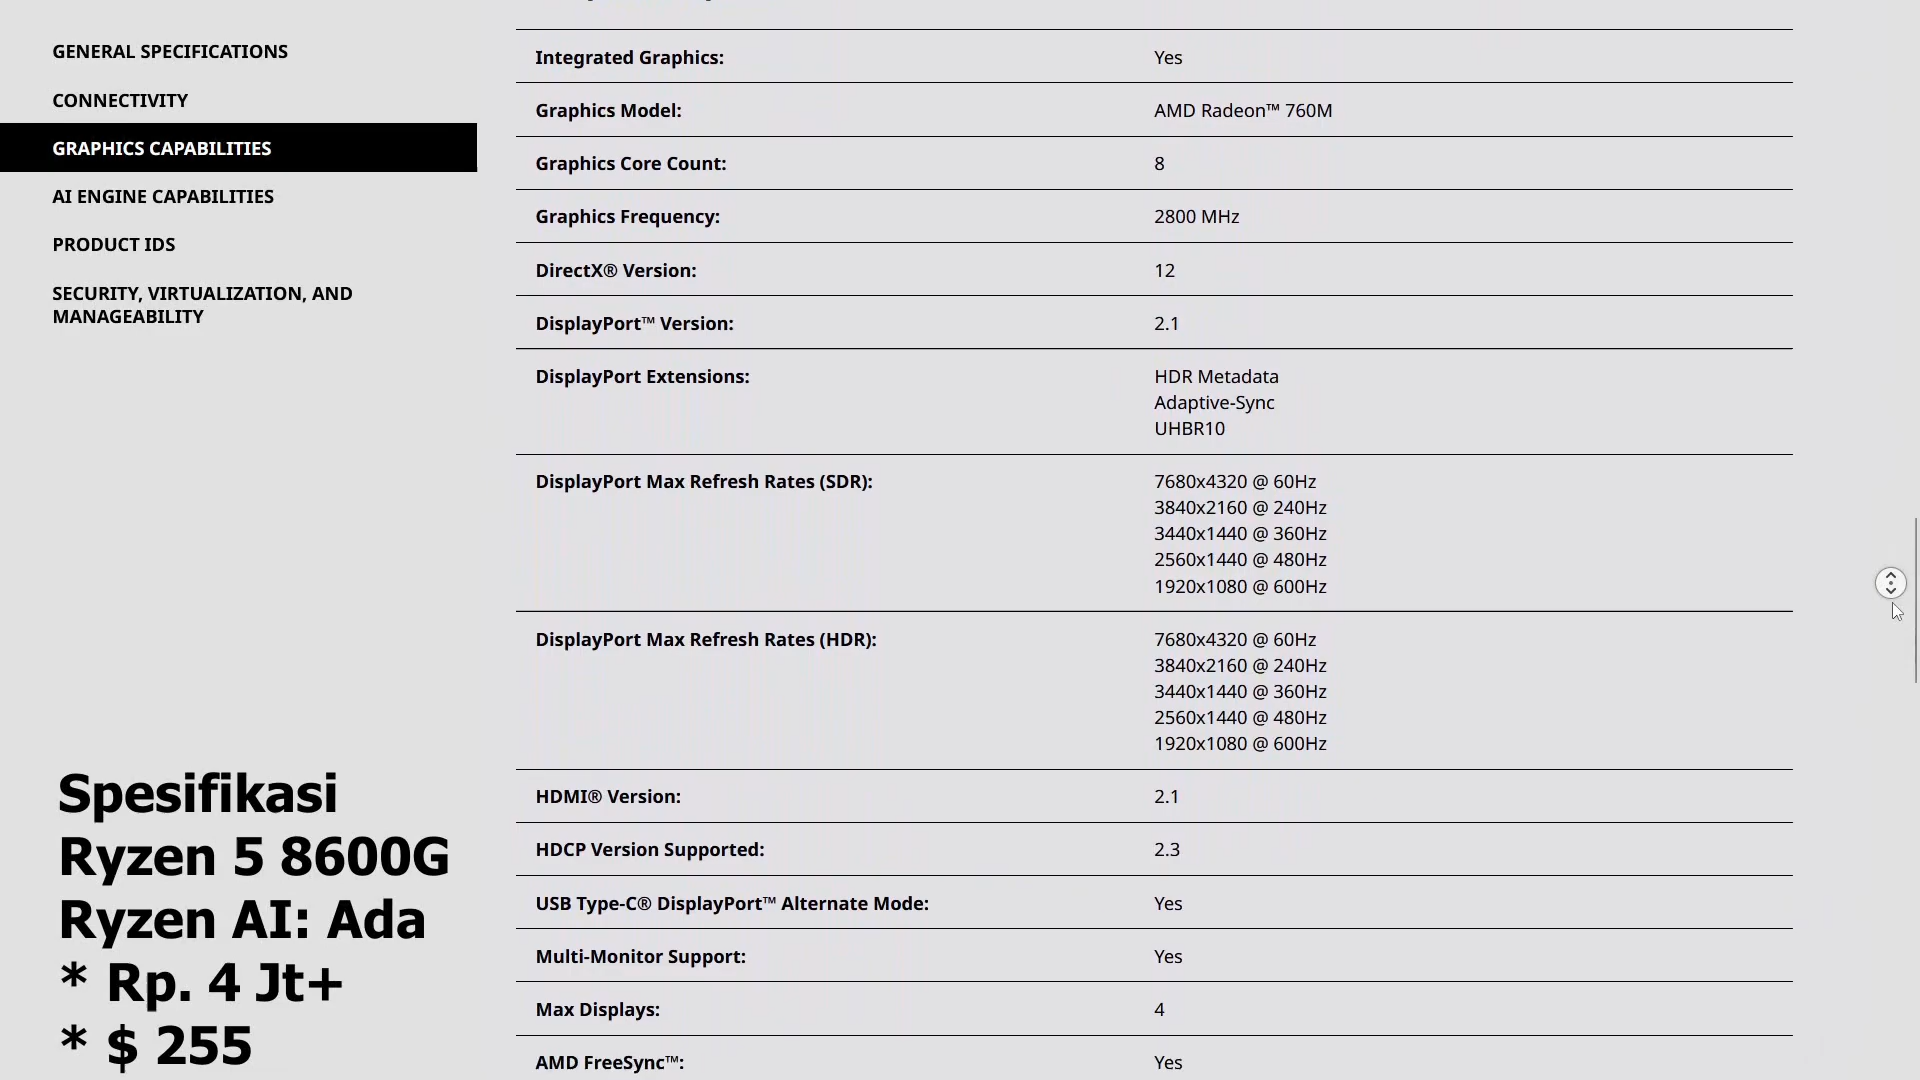 GENERAL SPECIFICATIONS
CONNECTIVITY
GRAPHICS CAPABILITIES
AI ENGINE CAPABILITIES
PRODUCT IDS
SECURITY, VIRTUALIZATION, AND
MANAGEABILITY
Integrated Graphics: Yes
Graphics Model: AMD Radeon™ 760M
Graphics Core Count: 8
Graphics Frequency: 2800 MHz
DirectX® Version: 12
DisplayPort™ Version: 2.1
DisplayPort Extensions: HDR Metadata
Adaptive-Sync
UHBR10
DisplayPort Max Refresh Rates (SDR): 7680x4320 @ 60Hz
3840x2160 @ 240Hz
3440x1440 @ 360Hz
2560x1440 @ 480Hz
1920x1080 @ 600Hz
DisplayPort Max Refresh Rates (HDR): 7680x4320 @ 60Hz
3840x2160 @ 240Hz
3440x1440 @ 360Hz
2560x1440 @ 480Hz
1920x1080 @ 600Hz
HDMI® Version: 2.1
HDCP Version Supported: 2.3
USB Type-C® DisplayPort™ Alternate Mode: Yes
Multi-Monitor Support: Yes
Max Displays: 4
AMD FreeSync™: Yes
Spesifikasi
Ryzen 5 8600G
Ryzen AI: Ada
* Rp. 4 Jt+
* $ 255